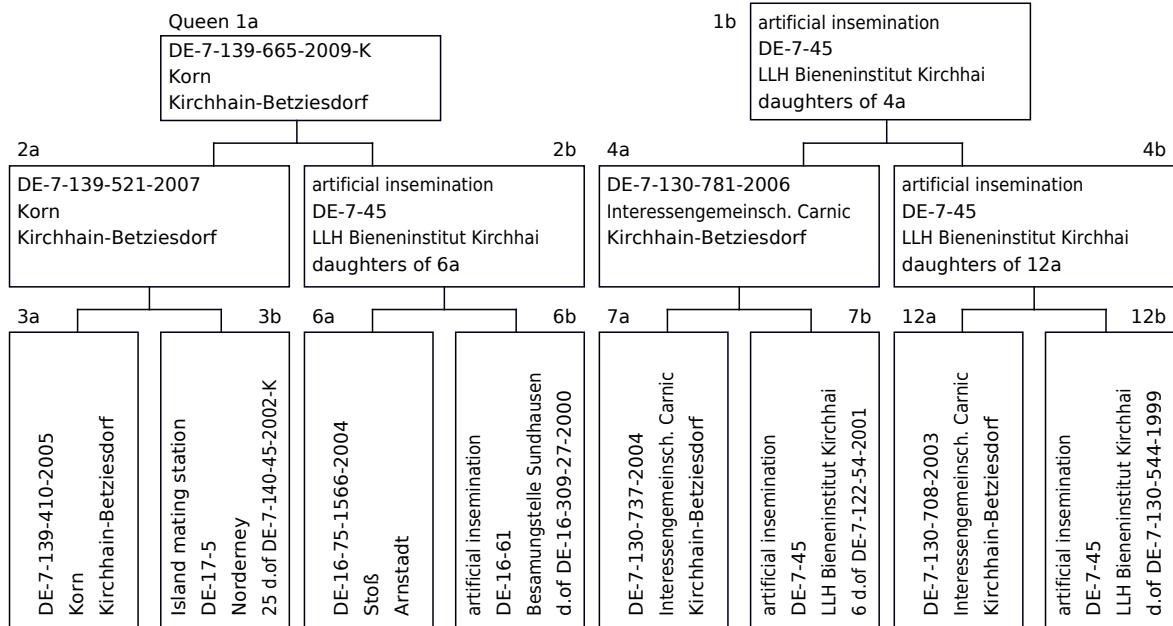 Queen 1a
DE-7-139-665-2009-K
Korn
Kirchhain-Betziesdorf
1b
artificial insemination
DE-7-45
LLH Bieneninstitut Kirchhai
daughters of 4a
2a
DE-7-139-521-2007
Korn
Kirchhain-Betziesdorf
2b
artificial insemination
DE-7-45
LLH Bieneninstitut Kirchhai
daughters of 6a
4a
DE-7-130-781-2006
Interessengemeinsch. Carnic
Kirchhain-Betziesdorf
4b
artificial insemination
DE-7-45
LLH Bieneninstitut Kirchhai
daughters of 12a
3a
DE-7-139-410-2005
Korn
Kirchhain-Betziesdorf
3b
Island mating station
DE-17-5
Norderney
25 d.of DE-7-140-45-2002-K
6a
DE-16-75-1566-2004
Stoß
Arnstadt
6b
artificial insemination
DE-16-61
Besamungstelle Sundhausen
d.of DE-16-309-27-2000
7a
DE-7-130-737-2004
Interessengemeinsch. Carnic
Kirchhain-Betziesdorf
7b
artificial insemination
DE-7-45
LLH Bieneninstitut Kirchhai
6 d.of DE-7-122-54-2001
12a
DE-7-130-708-2003
Interessengemeinsch. Carnic
Kirchhain-Betziesdorf
12b
artificial insemination
DE-7-45
LLH Bieneninstitut Kirchhai
d.of DE-7-130-544-1999